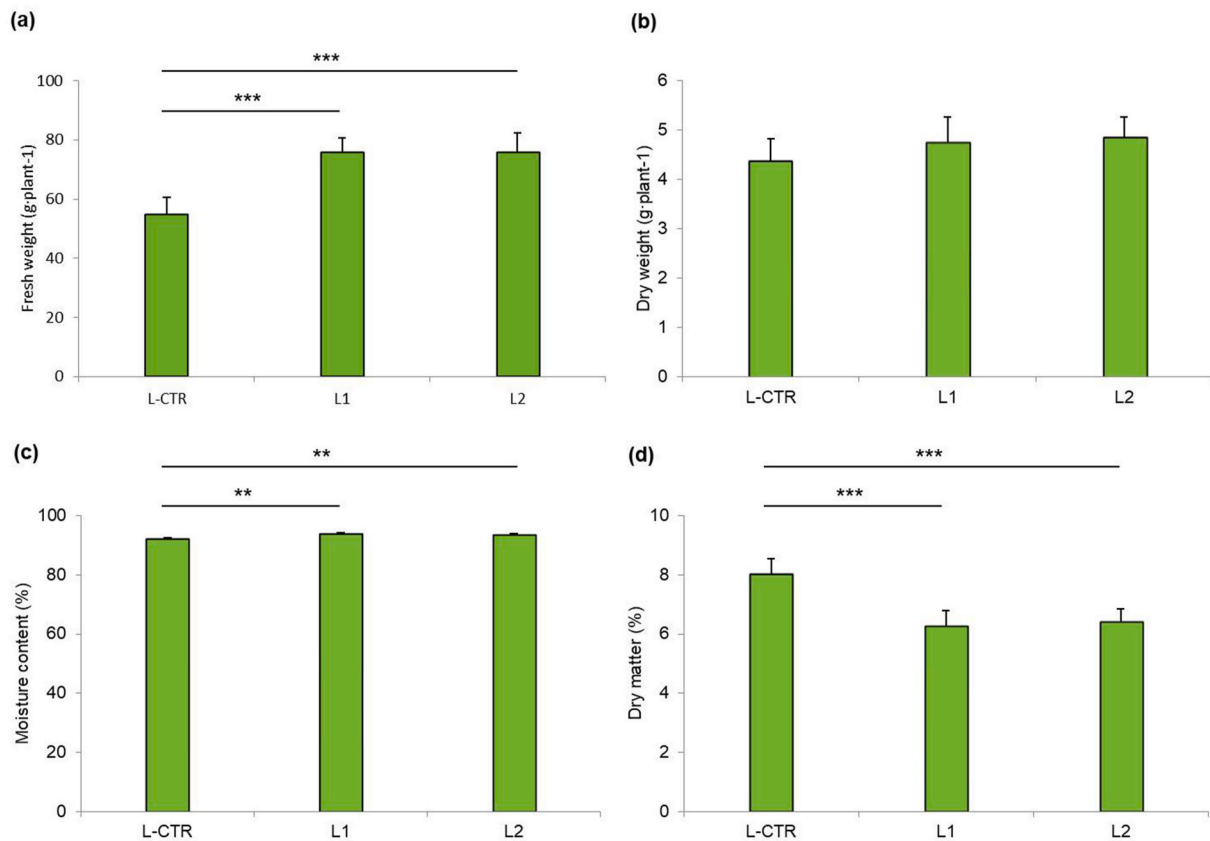 (a)
***
***
100
80
60
40
20
0
Fresh weight (g·plant-1)
L-CTR L1 L2
(b)
6
5
4
3
2
1
0
Dry weight (g·plant-1)
L-CTR L1 L2
(c)
**
**
100
80
60
40
20
0
Moisture content (%)
L-CTR L1 L2
(d)
***
***
10
8
6
4
2
0
Dry matter (%)
L-CTR L1 L2